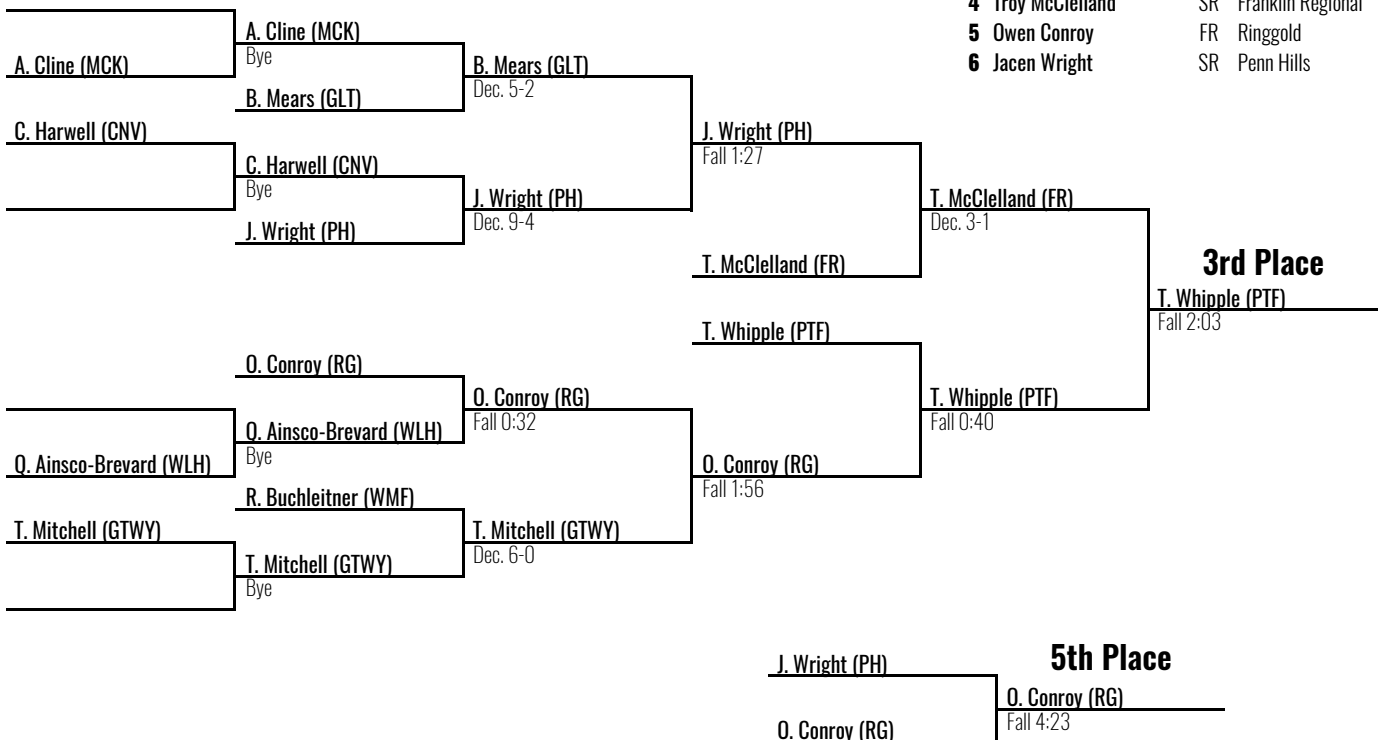 4 Troy McClelland SR Franklin Regional
5 Owen Conroy FR Ringgold
6 Jacen Wright SR Penn Hills
A. Cline (MCK)
A. Cline (MCK)
Bye
B. Mears (GLT)
B. Mears (GLT)
Dec. 5-2
C. Harwell (CNV)
C. Harwell (CNV)
Bye
J. Wright (PH)
J. Wright (PH)
Dec. 9-4
J. Wright (PH)
Fall 1:27
T. McClelland (FR)
T. McClelland (FR)
Dec. 3-1
3rd Place
T. Whipple (PTF)
Fall 2:03
T. Whipple (PTF)
T. Whipple (PTF)
Fall 0:40
O. Conroy (RG)
O. Conroy (RG)
Fall 0:32
Q. Ainsco-Brevard (WLH)
Q. Ainsco-Brevard (WLH)
Bye
O. Conroy (RG)
Fall 1:56
R. Buchleitner (WMF)
T. Mitchell (GTWY)
T. Mitchell (GTWY)
Bye
T. Mitchell (GTWY)
Dec. 6-0
5th Place
J. Wright (PH)
O. Conroy (RG)
Fall 4:23
O. Conroy (RG)